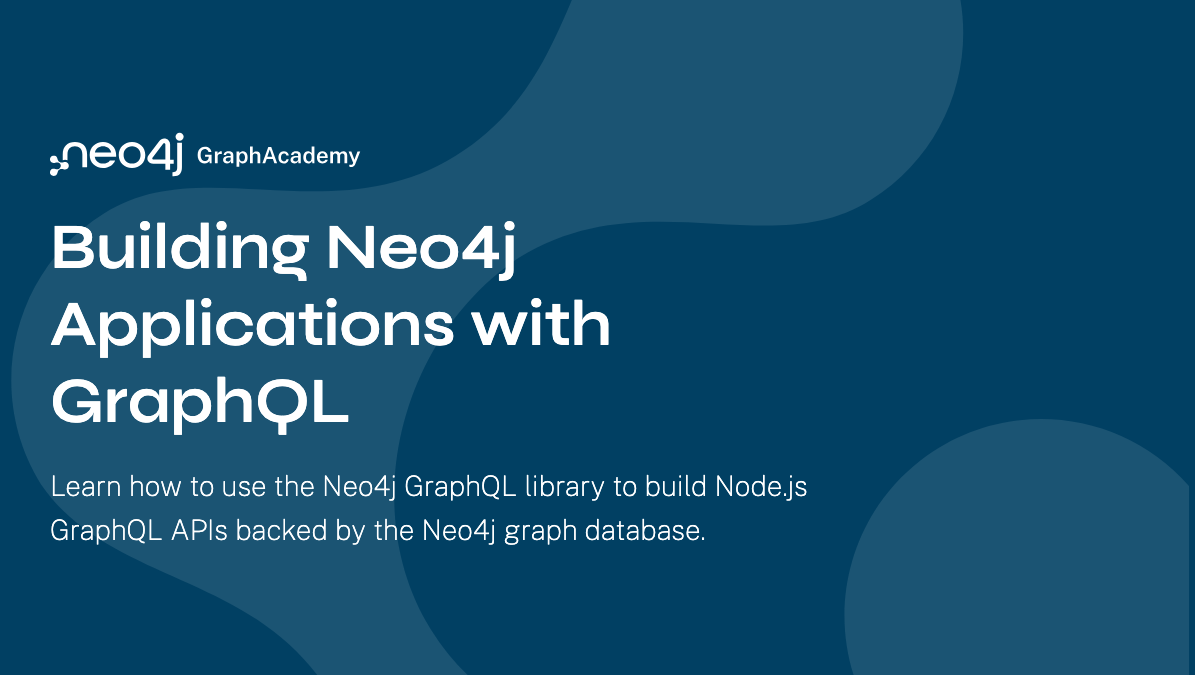 neo4j GraphAcademy
Building Neo4j
Applications with
GraphQL
Learn how to use the Neo4j GraphQL library to build Node.js
GraphQL APIs backed by the Neo4j graph database.